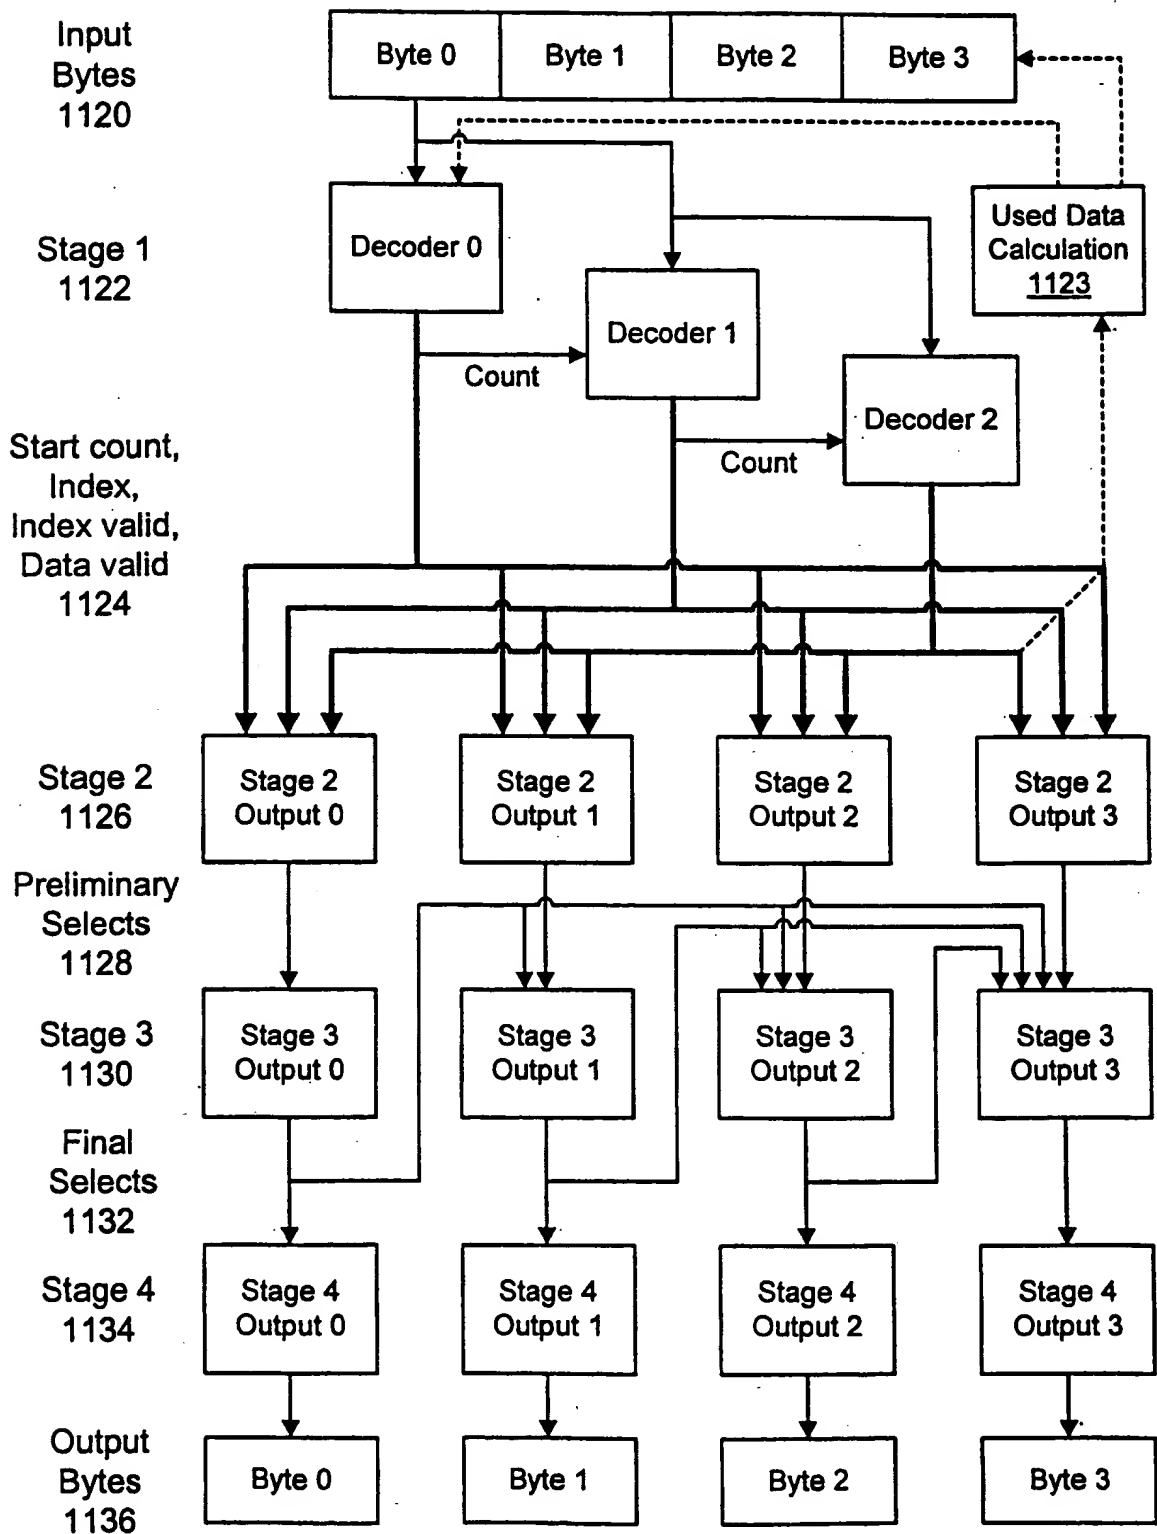 Input
Bytes
1120
Byte 0
Byte 1
Byte 2
Byte 3
Stage 1
1122
Decoder 0
Used Data
Calculation
1123
Decoder 1
Count
Decoder 2
Count
Start count,
Index,
Index valid,
Data valid
1124
Stage 2
1126
Stage 2
Output 0
Stage 2
Output 1
Stage 2
Output 2
Stage 2
Output 3
Preliminary
Selects
1128
Stage 3
1130
Stage 3
Output 0
Stage 3
Output 1
Stage 3
Output 2
Stage 3
Output 3
Final
Selects
1132
Stage 4
1134
Stage 4
Output 0
Stage 4
Output 1
Stage 4
Output 2
Stage 4
Output 3
Output
Bytes
1136
Byte 0
Byte 1
Byte 2
Byte 3